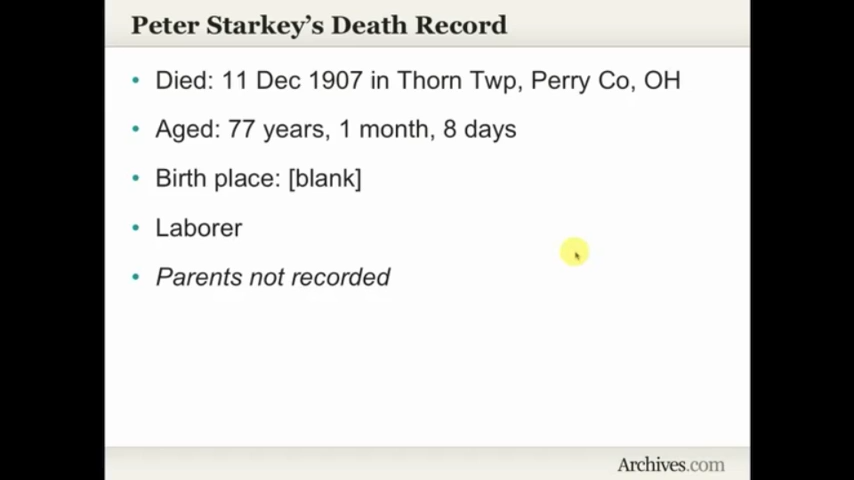 Peter Starkey’s Death Record
• Died: 11 Dec 1907 in Thorn Twp, Perry Co, OH
• Aged: 77 years, 1 month, 8 days
• Birth place: [blank]
• Laborer
• Parents not recorded
Archives.com